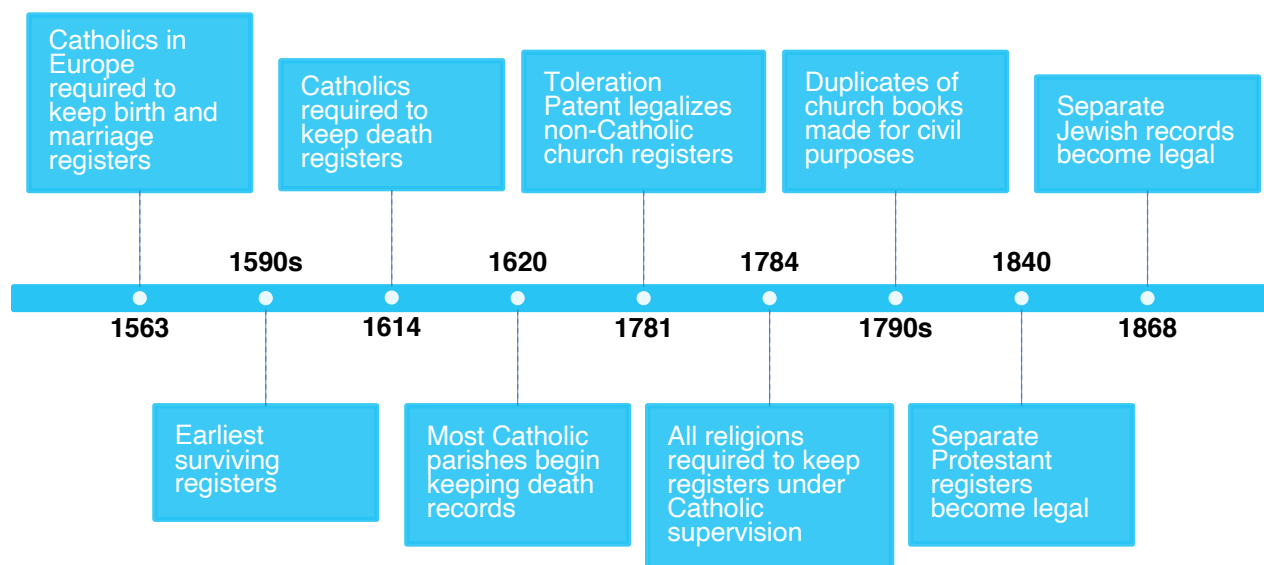 Catholics in
Europe
required to
keep birth and
marriage
registers
Catholics
required to
keep death
registers
Toleration
Patent legalizes
non-Catholic
church registers
Duplicates of
church books
made for civil
purposes
Separate
Jewish records
become legal
1590s
1620
1784
1840
1563
1614
1781
1790s
1868
Earliest
surviving
registers
Most Catholic
parishes begin
keeping death
records
All religions
required to keep
registers under
Catholic
supervision
Separate
Protestant
registers
become legal